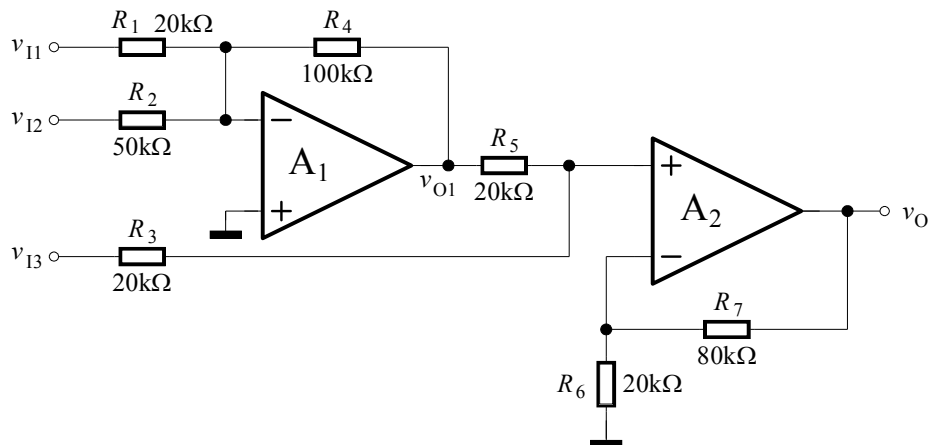 R1 20kΩ
vI1
R4
100kΩ
R2
vI2
50kΩ
−
A1
+
vO1
R5
20kΩ
+
A2
−
vO
R3
vI3
20kΩ
R7
80kΩ
R6 20kΩ